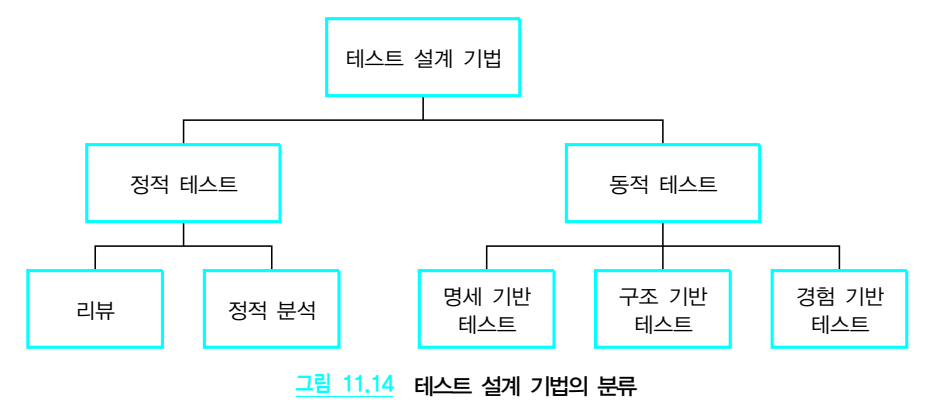 테스트 설계 기법
정적 테스트
동적 테스트
리뷰
정적 분석
명세 기반
테스트
구조 기반
테스트
경험 기반
테스트
그림 11.14 테스트 설계 기법의 분류